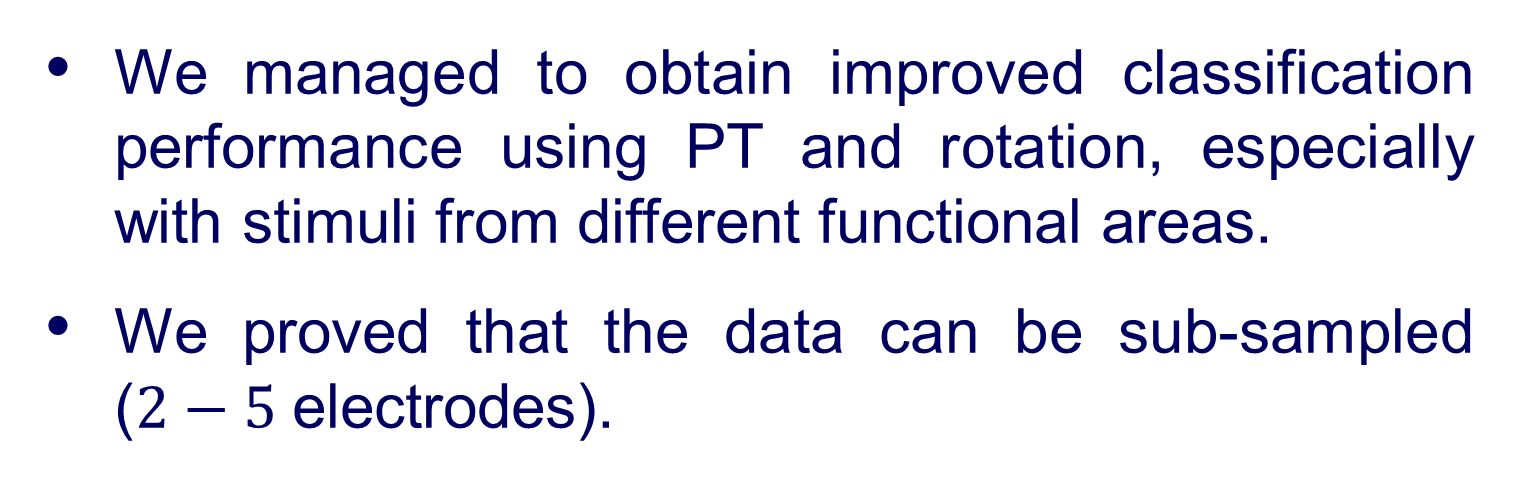 • We managed to obtain improved classification
performance using PT and rotation, especially
with stimuli from different functional areas.
• We proved that the data can be sub-sampled
(2 − 5 electrodes).